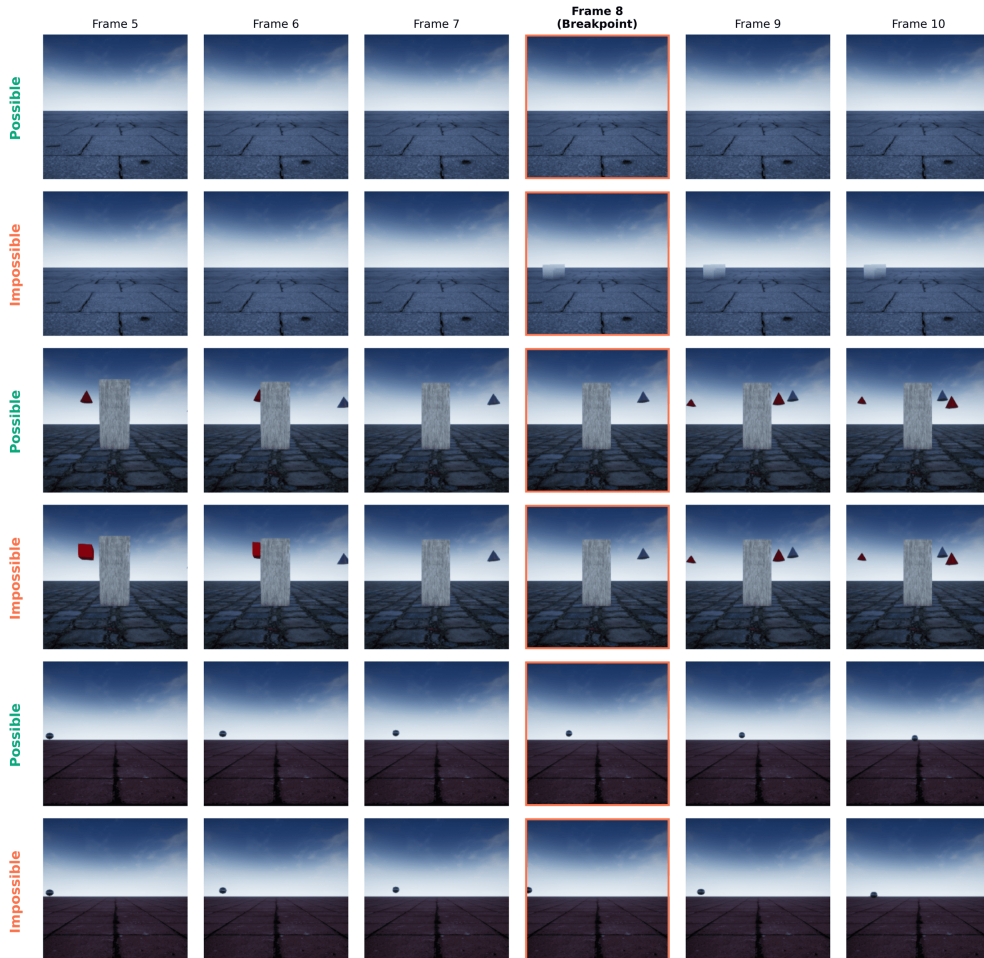 Frame 5
Frame 6
Frame 7
Frame 8
(Breakpoint)
Frame 9
Frame 10
Possible
Impossible
Possible
Impossible
Possible
Impossible